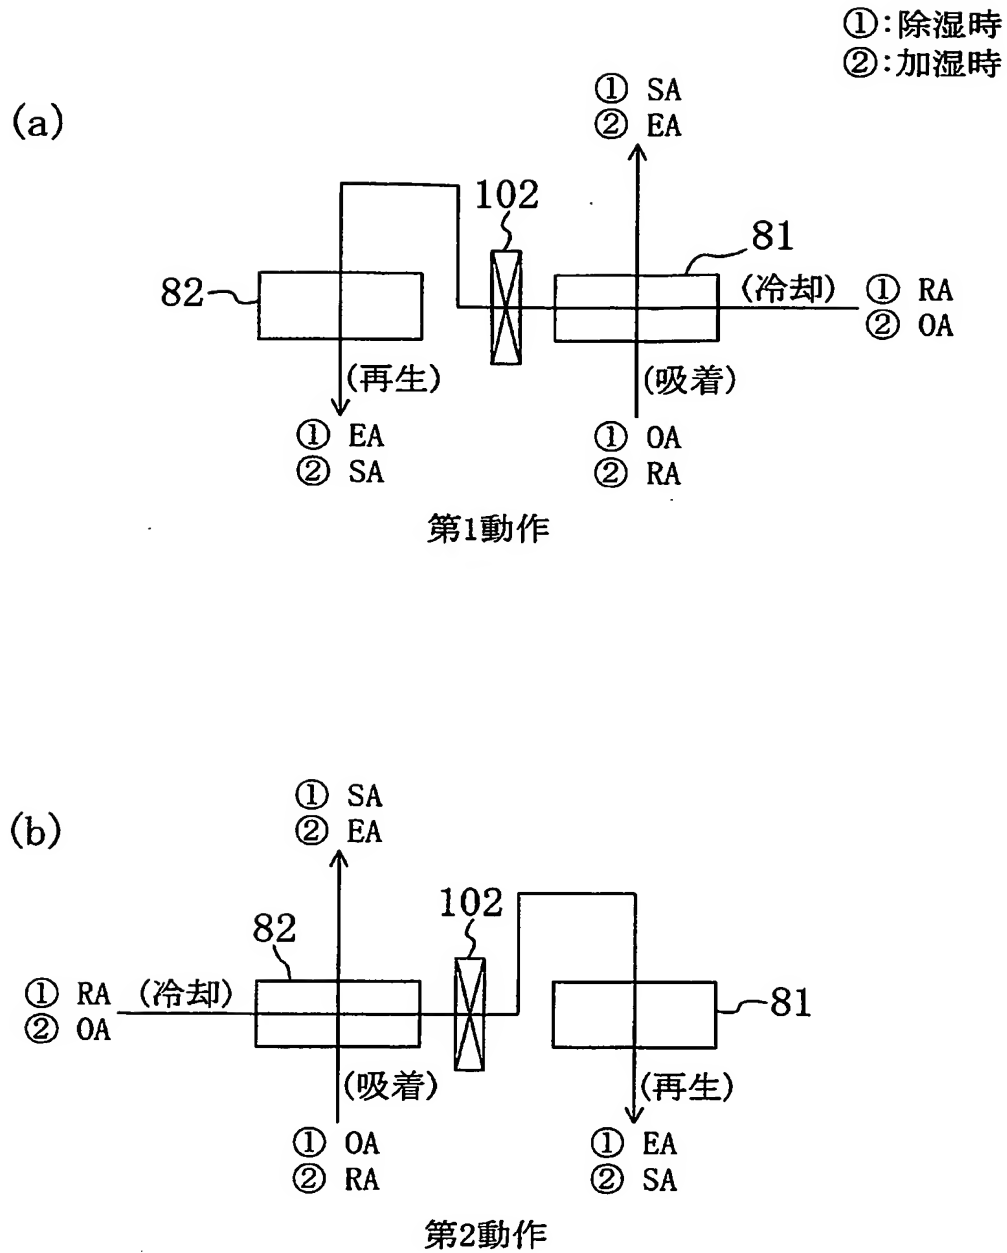 ①:除湿時
②:加湿時
(a)
① SA
② EA
102
81
82
(冷却)
① RA
② OA
(再生)
(吸着)
① EA
② SA
① OA
② RA
第1動作
(b)
① SA
② EA
102
82
① RA (冷却)
② OA
81
(吸着)
(再生)
① OA
② RA
① EA
② SA
第2動作